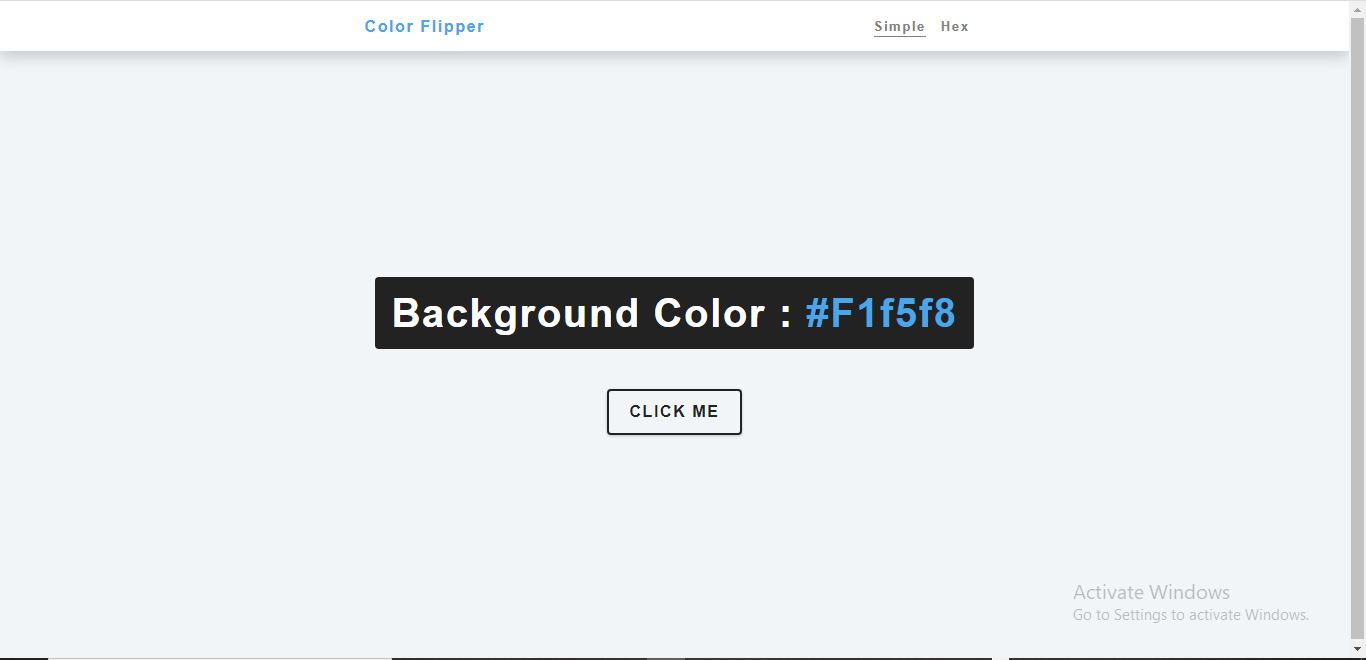 Color Flipper
Simple Hex
Background Color : #F1f5f8
CLICK ME
Activate Windows
Go to Settings to activate Windows.